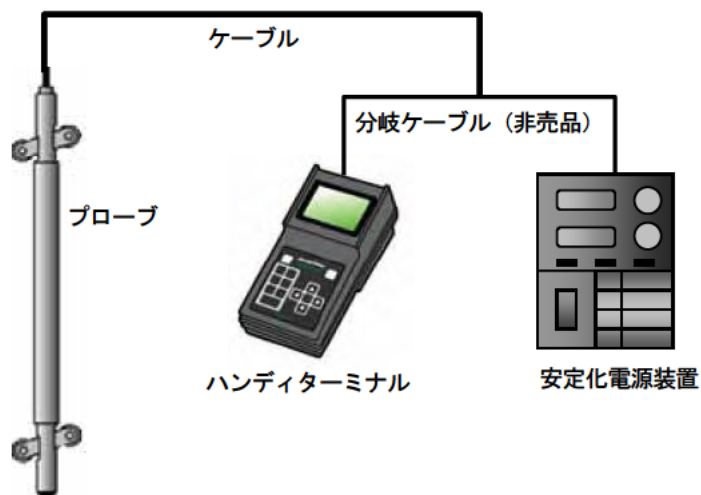 ケーブル
分岐ケーブル（非売品）
プローブ
ハンディターミナル
安定化電源装置